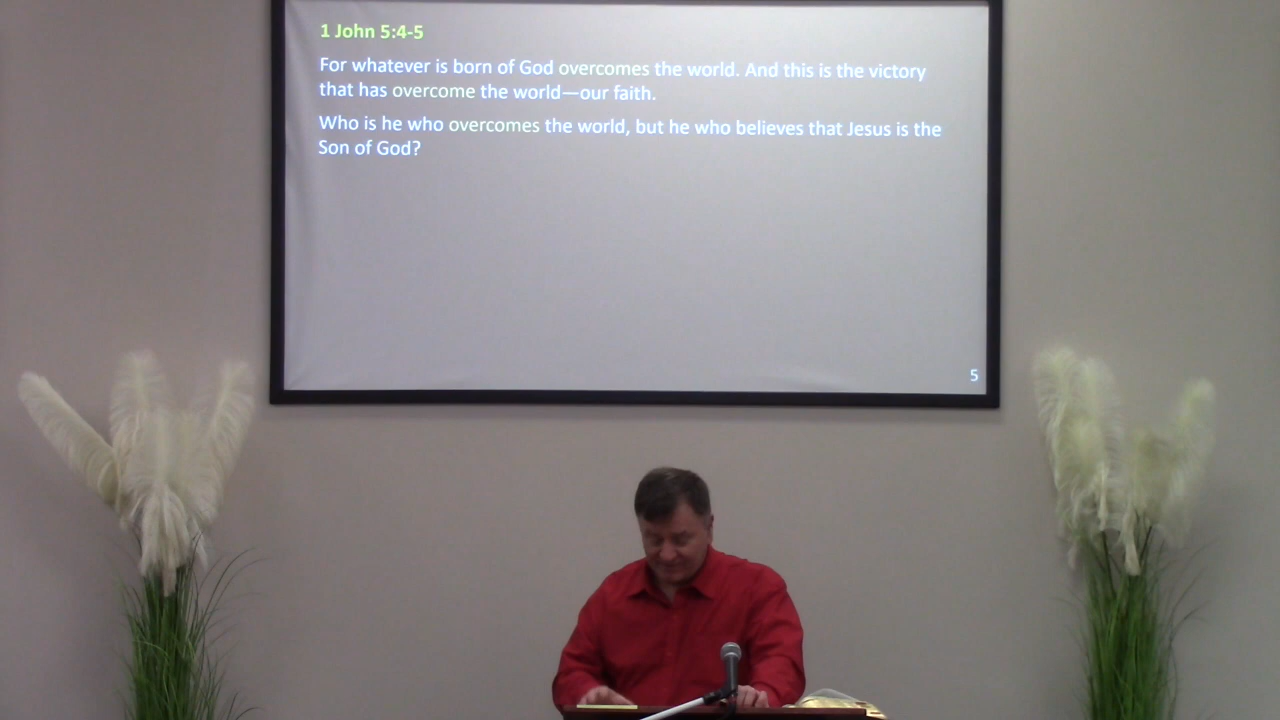 1 John 5:4-5
For whatever is born of God overcomes the world. And this is the victory
that has overcome the world—our faith.
Who is he who overcomes the world, but he who believes that Jesus is the
Son of God?
5